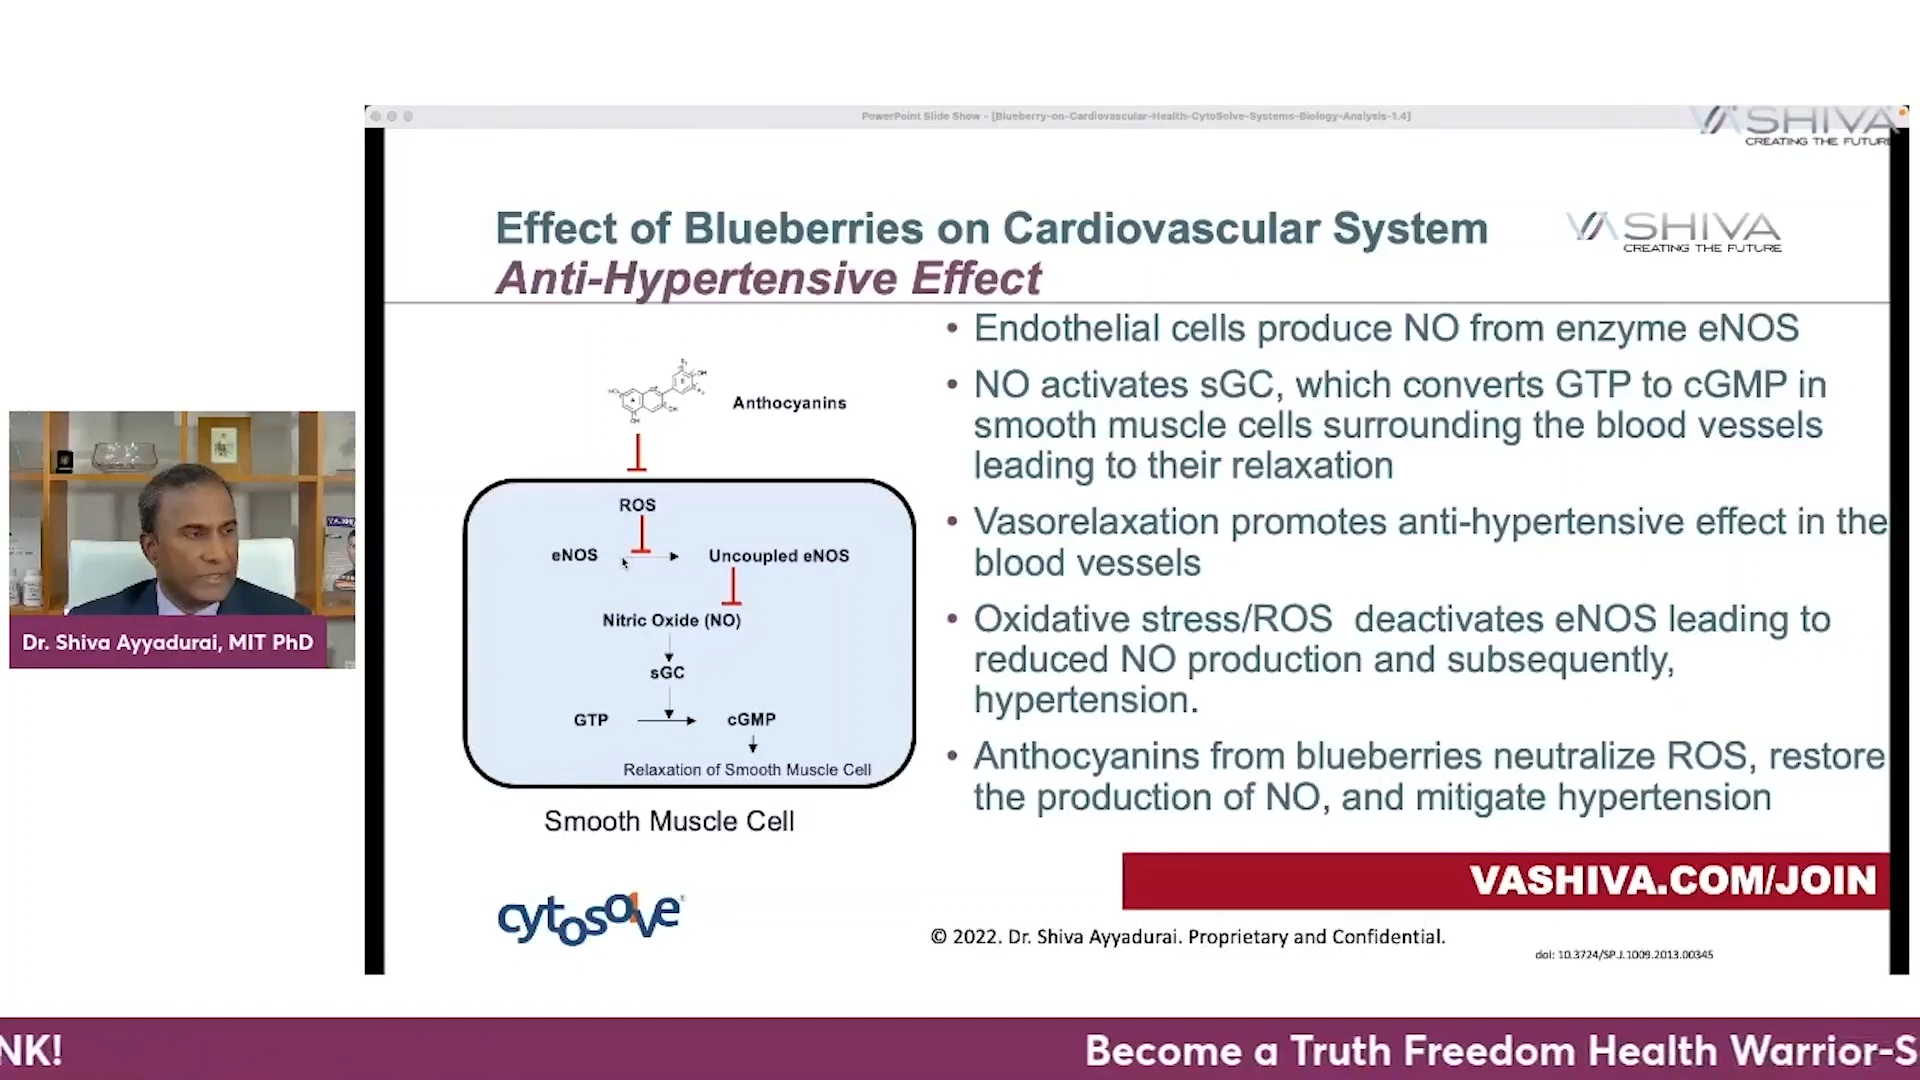 PowerPoint Slide Show - [Blueberry-on-Cardiovascular-Health-CytoSolve-Systems-Biology-Analysis-1.4]
VASHIVA
CREATING THE FUTURE
Effect of Blueberries on Cardiovascular System
Anti-Hypertensive Effect
VASHIVA
CREATING THE FUTURE
Anthocyanins
ROS
eNOS
Uncoupled eNOS
Nitric Oxide (NO)
sGC
GTP
cGMP
Relaxation of Smooth Muscle Cell
Smooth Muscle Cell
• Endothelial cells produce NO from enzyme eNOS
• NO activates sGC, which converts GTP to cGMP in
smooth muscle cells surrounding the blood vessels
leading to their relaxation
• Vasorelaxation promotes anti-hypertensive effect in the
blood vessels
• Oxidative stress/ROS deactivates eNOS leading to
reduced NO production and subsequently,
hypertension.
• Anthocyanins from blueberries neutralize ROS, restore
the production of NO, and mitigate hypertension
Dr. Shiva Ayyadurai, MIT PhD
VASHIVA.COM/JOIN
cytosolve
© 2022. Dr. Shiva Ayyadurai. Proprietary and Confidential.
doi: 10.3724/SP.J.1009.2013.00345
NK!
Become a Truth Freedom Health Warrior-S